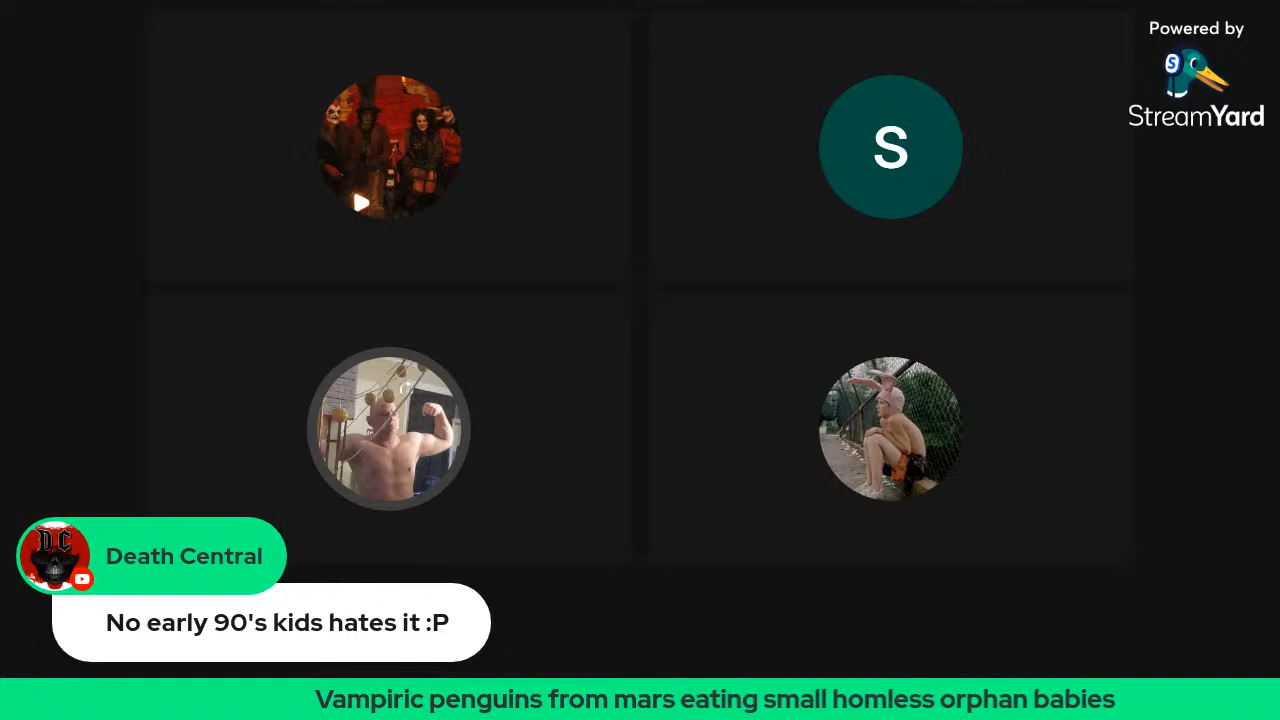 Powered by
S
StreamYard
S
DC
Death Central
No early 90's kids hates it :P
Vampiric penguins from mars eating small homless orphan babies